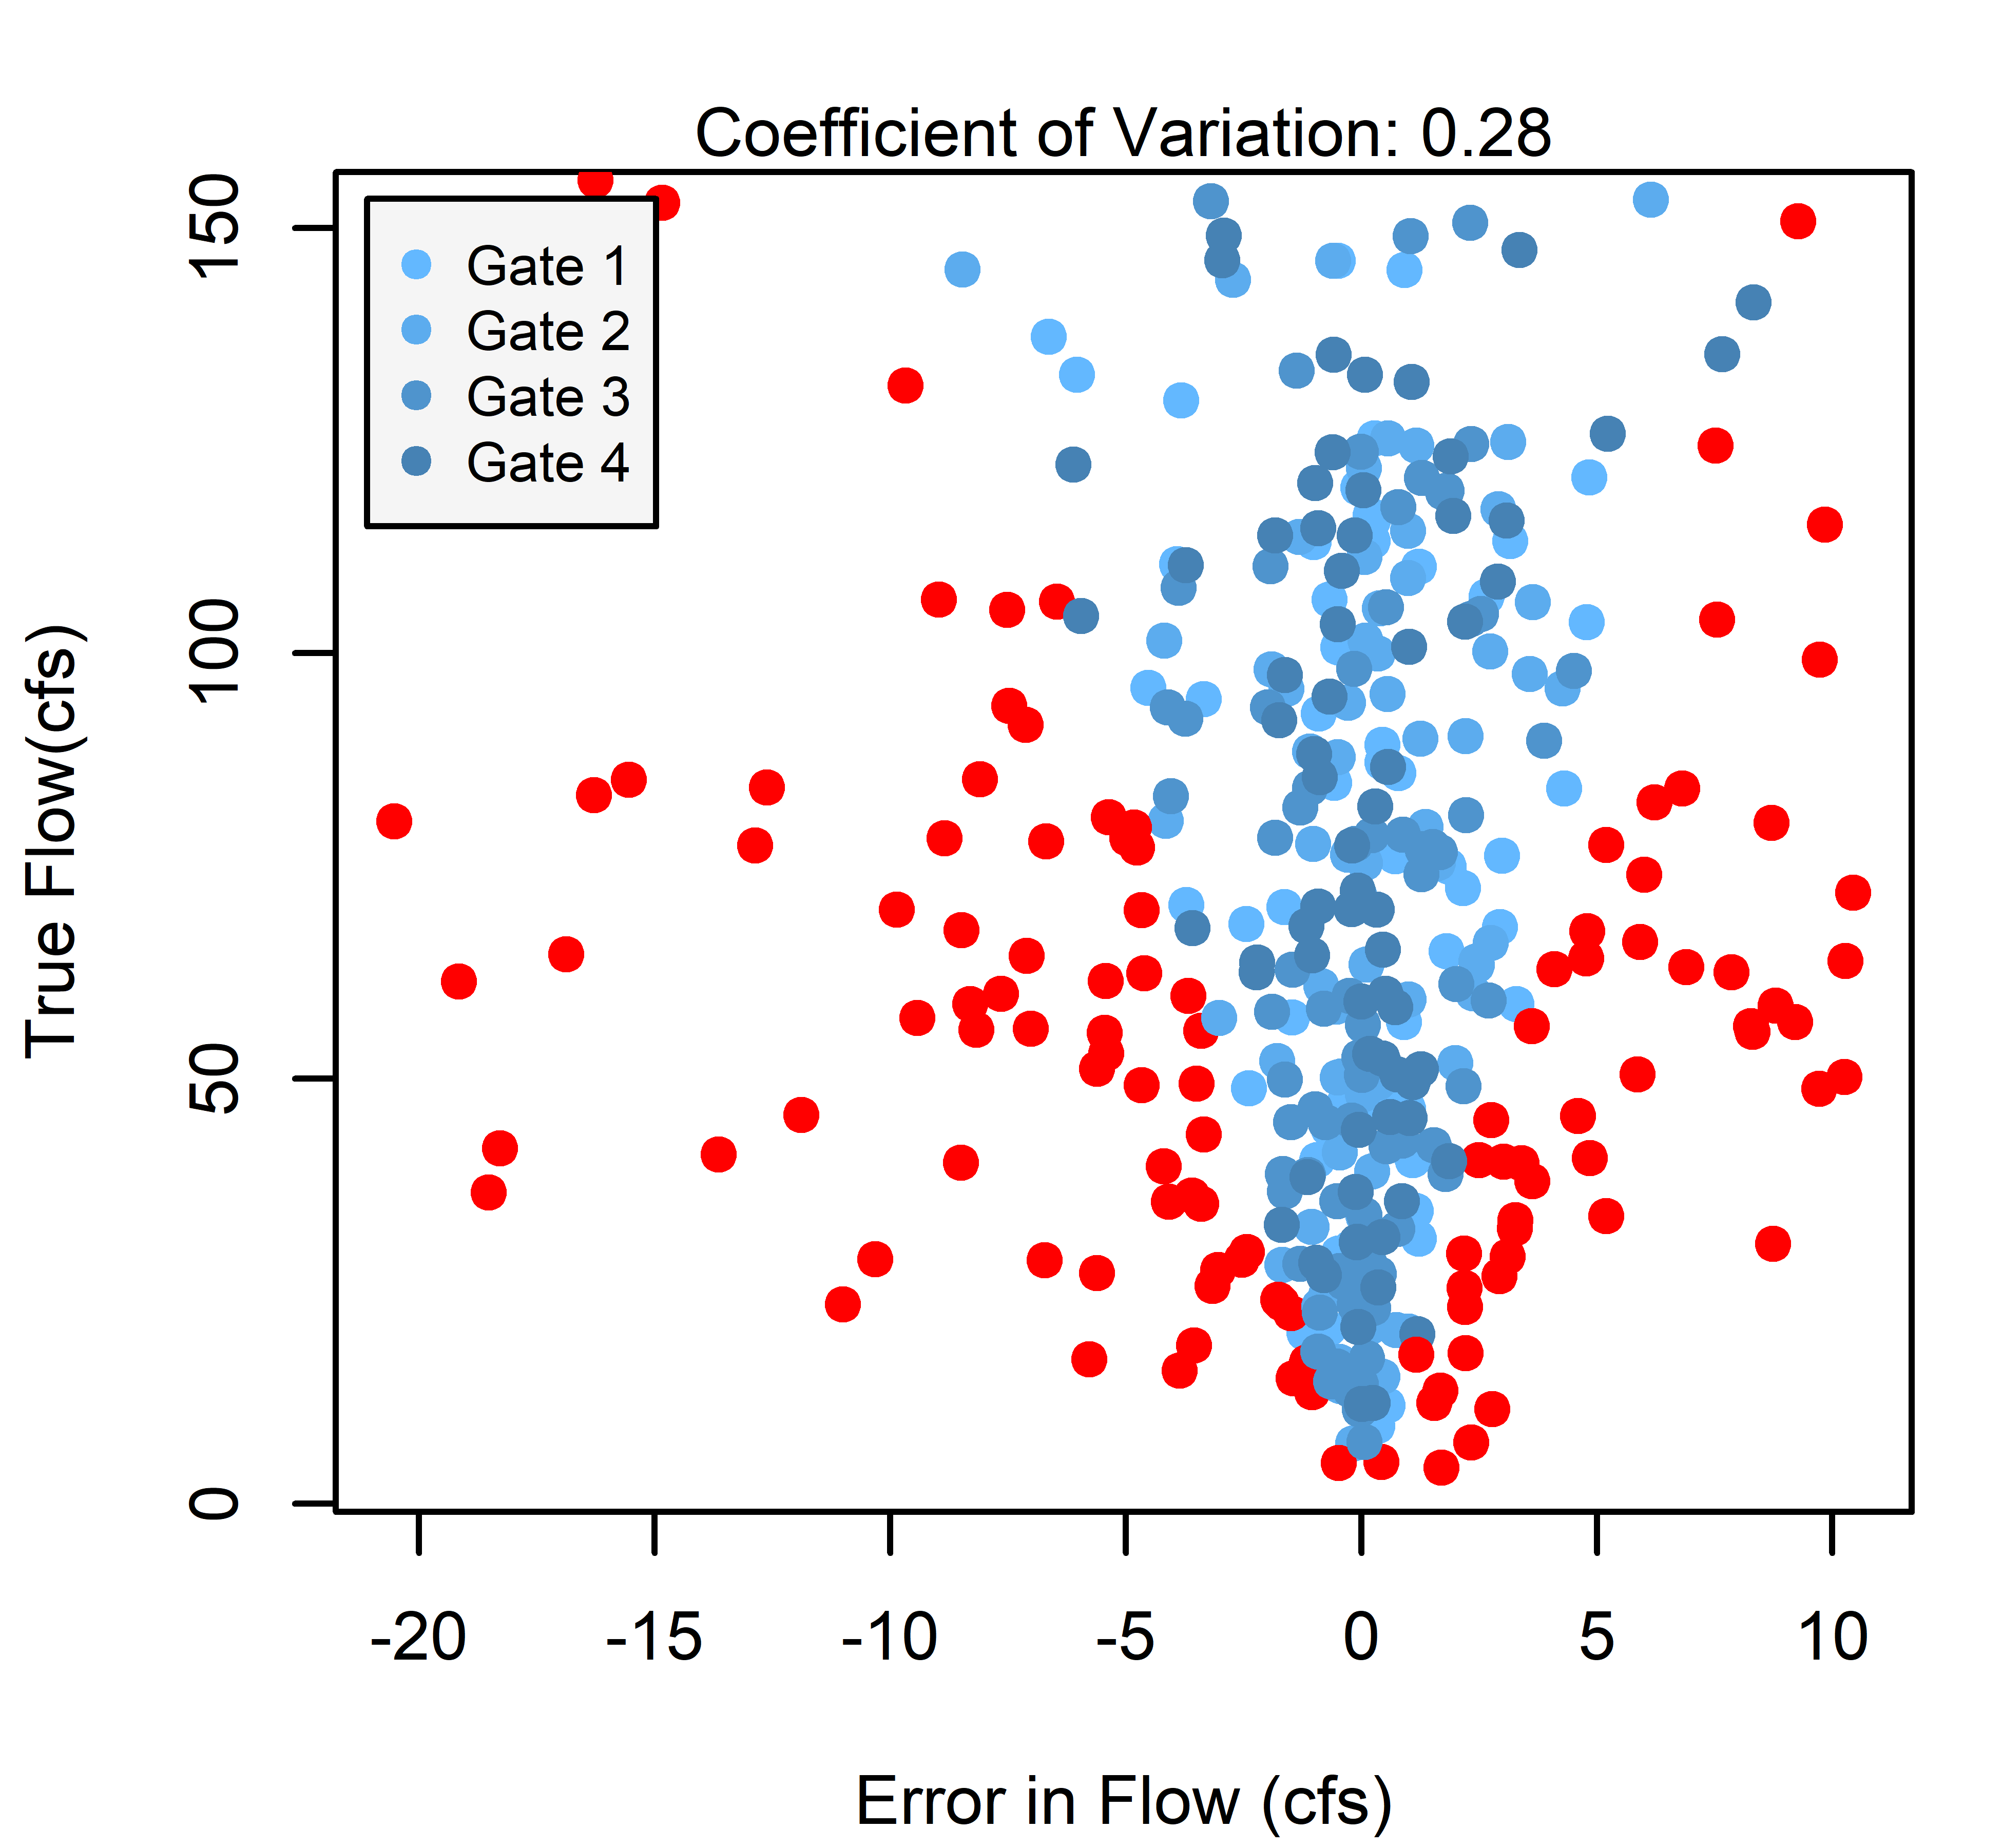 Coefficient of Variation: 0.28
Gate 1
Gate 2
Gate 3
Gate 4
True Flow(cfs)
150
100
50
0
-20 -15 -10 -5 0 5 10
Error in Flow (cfs)